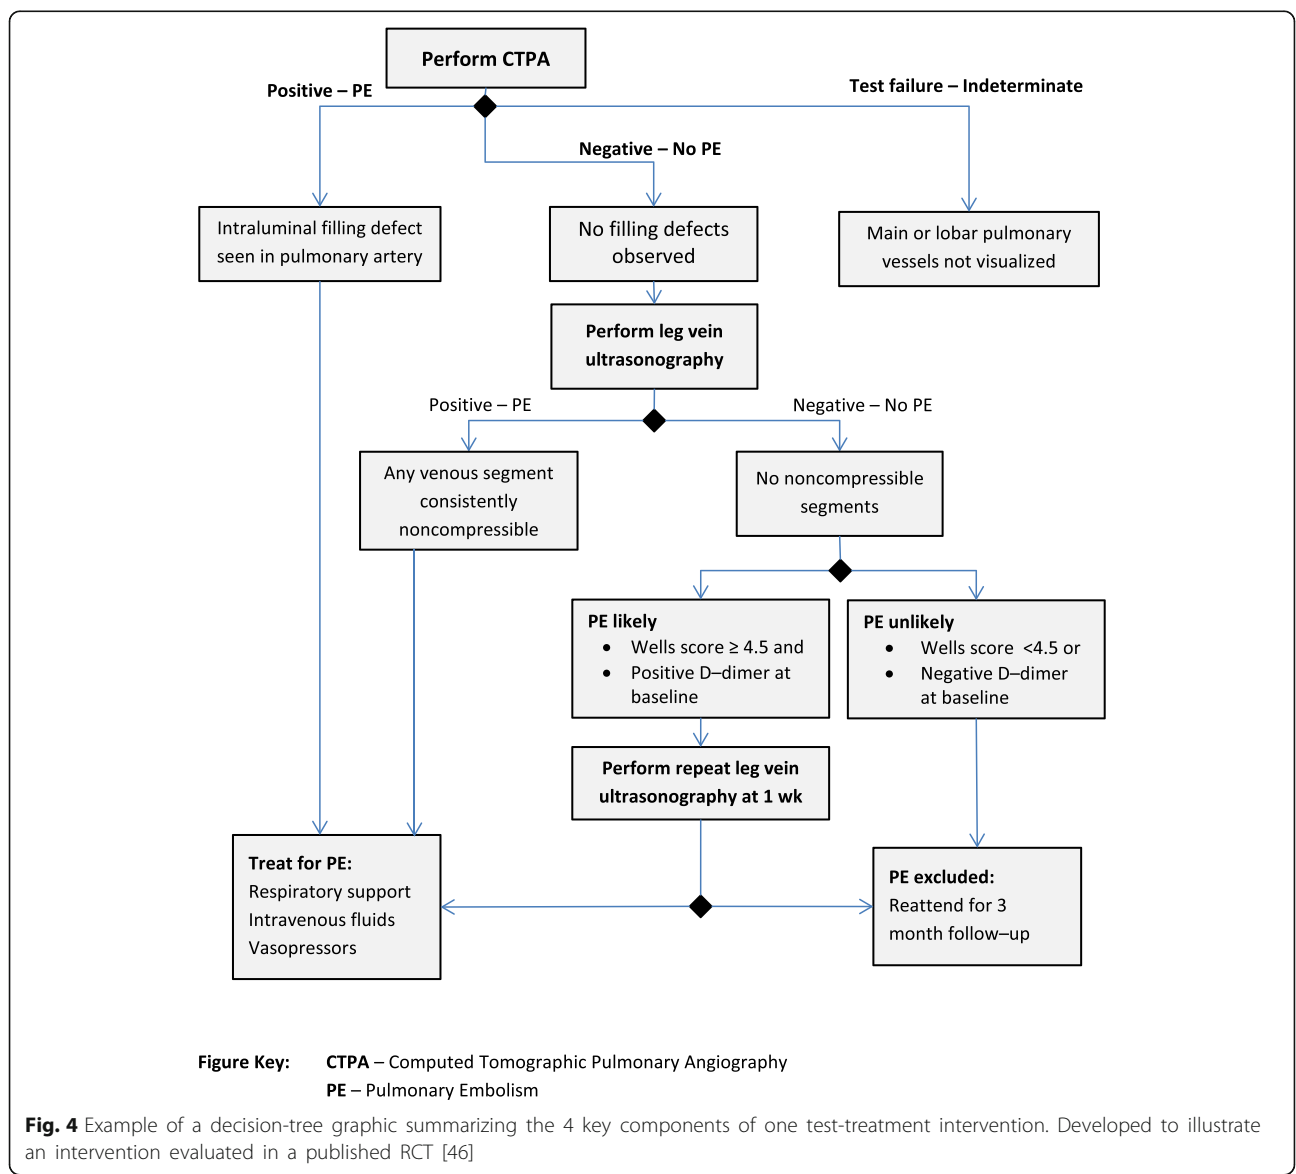 Perform CTPA
Positive – PE
Test failure – Indeterminate
Negative – No PE
Intraluminal filling defect
seen in pulmonary artery
No filling defects
observed
Main or lobar pulmonary
vessels not visualized
Perform leg vein
ultrasonography
Positive – PE
Negative – No PE
Any venous segment
consistently
noncompressible
No noncompressible
segments
PE likely
• Wells score ≥ 4.5 and
• Positive D–dimer at
baseline
PE unlikely
• Wells score <4.5 or
• Negative D–dimer
at baseline
Perform repeat leg vein
ultrasonography at 1 wk
Treat for PE:
Respiratory support
Intravenous fluids
Vasopressors
PE excluded:
Reattend for 3
month follow–up
Figure Key: CTPA – Computed Tomographic Pulmonary Angiography
PE – Pulmonary Embolism
Fig. 4 Example of a decision-tree graphic summarizing the 4 key components of one test-treatment intervention. Developed to illustrate
an intervention evaluated in a published RCT [46]